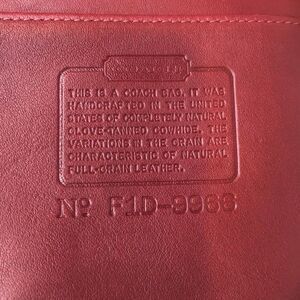 COACH
THIS IS A COACH BAG. IT WAS
HANDCRAFTED IN THE UNITED
STATES OF COMPLETELY NATURAL
GLOVE-TANNED COWHIDE. THE
VARIATIONS IN THE GRAIN ARE
CHARACTERISTIC OF NATURAL
FULL-GRAIN LEATHER.
Nº F1D-9966